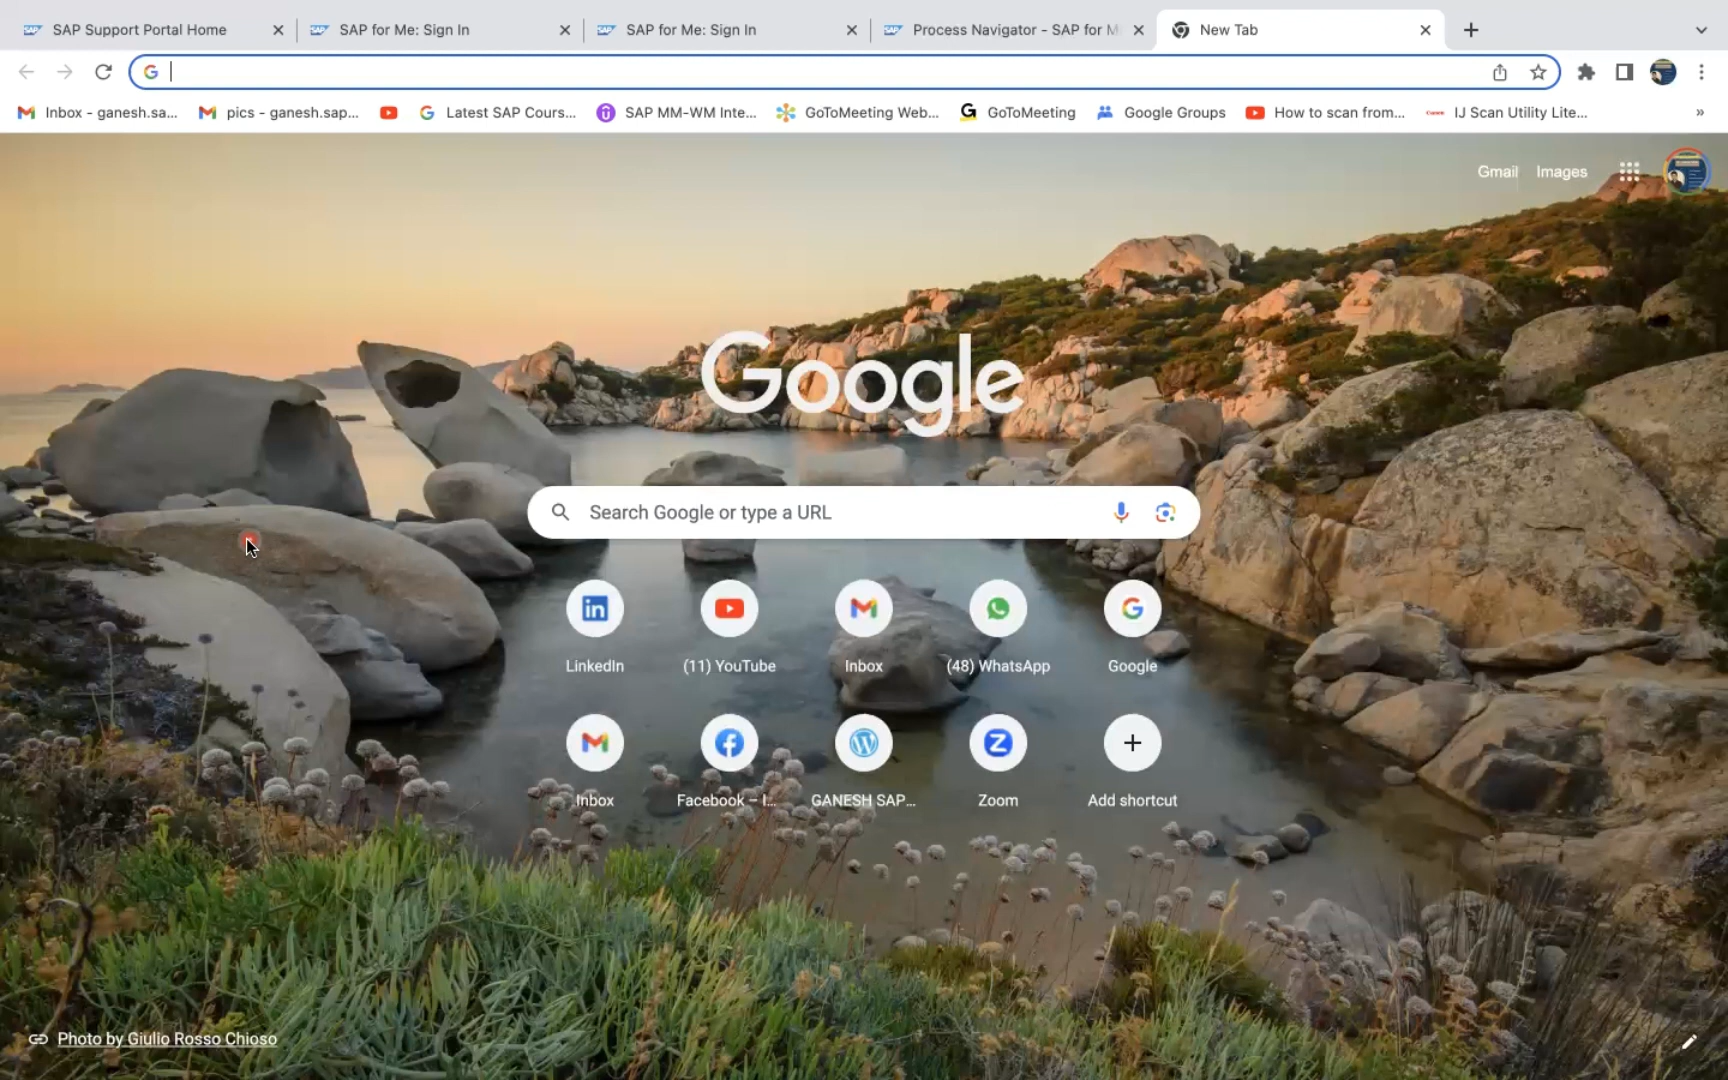 SAP Support Portal Home
SAP for Me: Sign In
SAP for Me: Sign In
Process Navigator - SAP for M
New Tab
Inbox - ganesh.sa...
pics - ganesh.sap...
Latest SAP Cours...
SAP MM-WM Inte...
GoToMeeting Web...
GoToMeeting
Google Groups
How to scan from...
IJ Scan Utility Lite...
»
Gmail
Images
Google
Search Google or type a URL
LinkedIn
(11) YouTube
Inbox
(48) WhatsApp
Google
Inbox
Facebook – l...
GANESH SAP...
Zoom
Add shortcut
Photo by Giulio Rosso Chioso